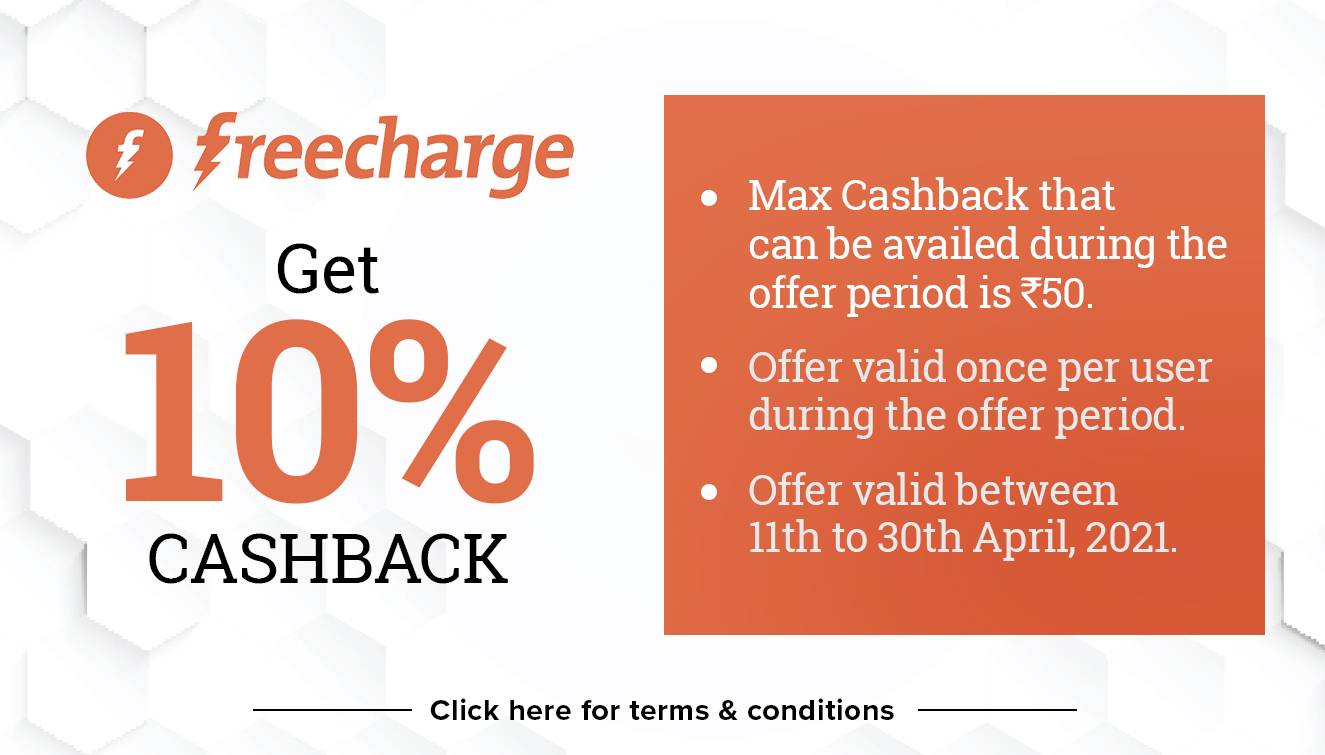 freecharge
Get
10%
CASHBACK
• Max Cashback that
can be availed during the
offer period is ₹50.
• Offer valid once per user
during the offer period.
• Offer valid between
11th to 30th April, 2021.
Click here for terms & conditions